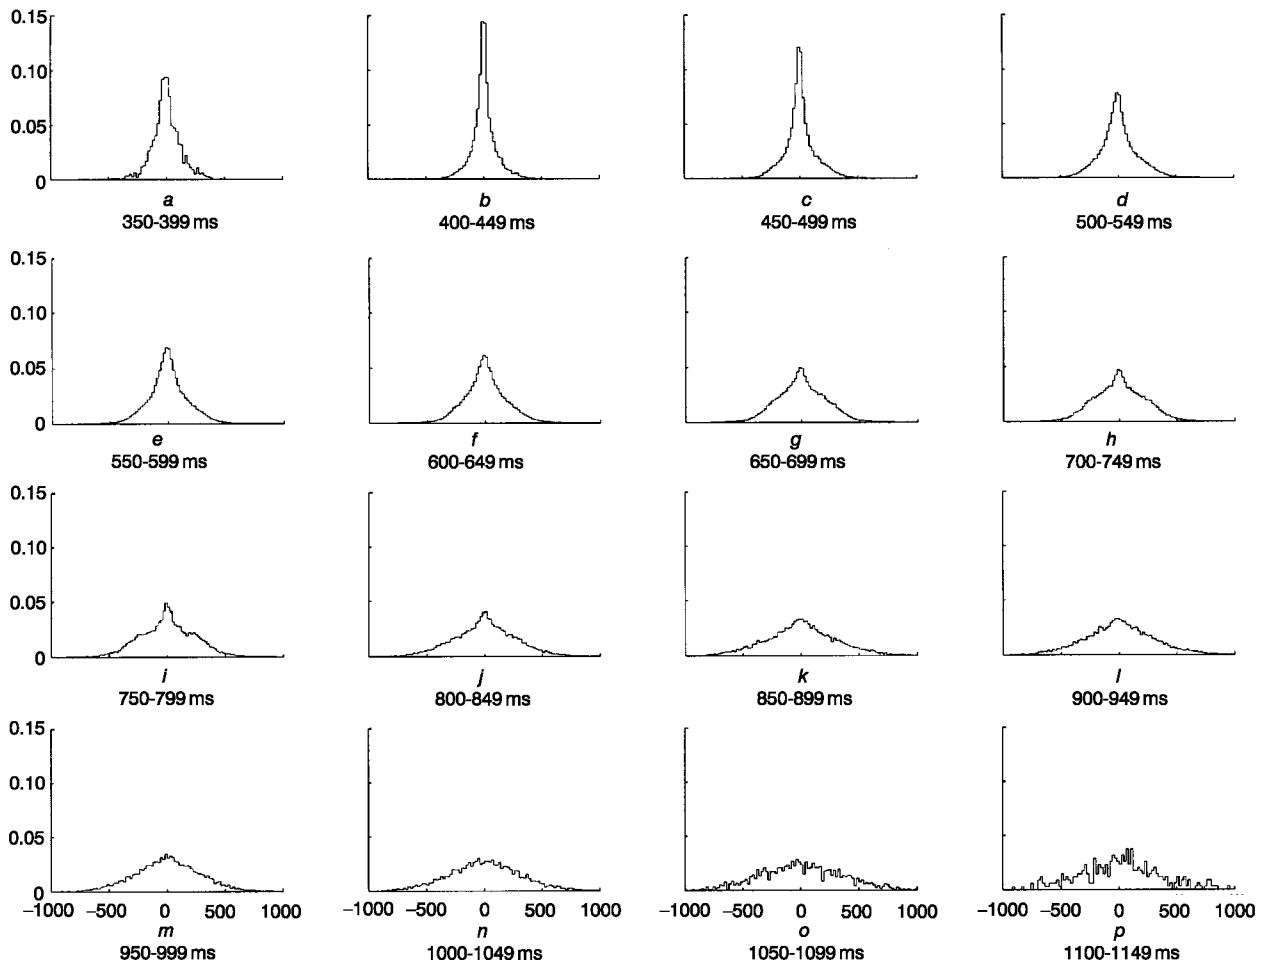 0.15
0.10
0.05
0
a
350-399 ms
b
400-449 ms
c
450-499 ms
d
500-549 ms
0.15
0.10
0.05
0
e
550-599 ms
f
600-649 ms
g
650-699 ms
h
700-749 ms
0.15
0.10
0.05
0
i
750-799 ms
j
800-849 ms
k
850-899 ms
l
900-949 ms
0.15
0.10
0.05
0
−1000 −500 0 500 1000
m
950-999 ms
−1000 −500 0 500 1000
n
1000-1049 ms
−1000 −500 0 500 1000
o
1050-1099 ms
−1000 −500 0 500 1000
p
1100-1149 ms